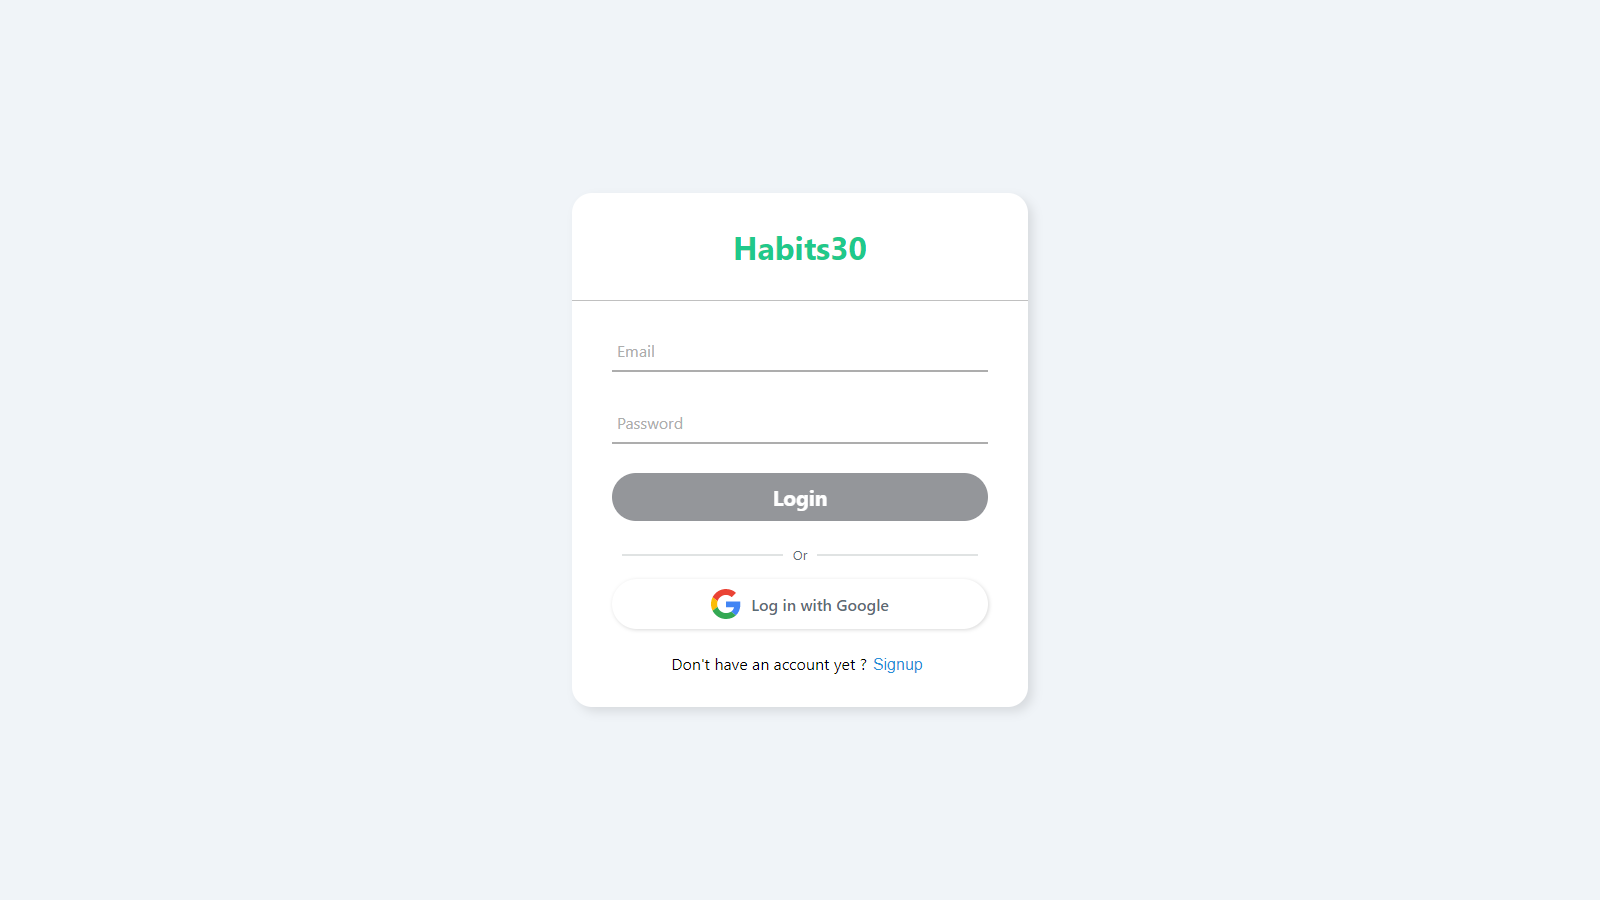 Habits30
Email
Password
Login
Or
Log in with Google
Don't have an account yet ? Signup